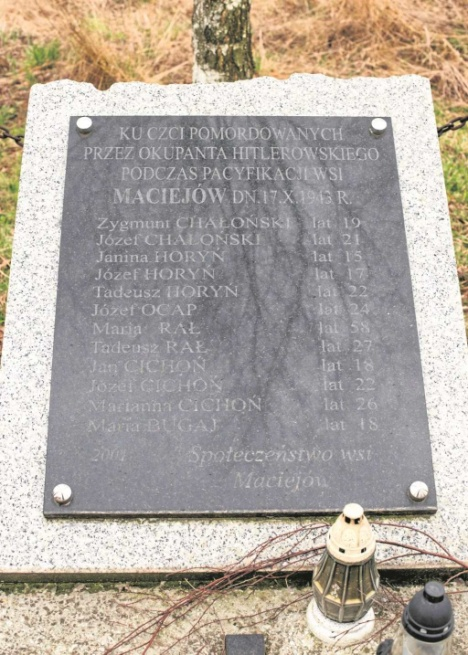 KU CZCI POMORDOWANYCH
PRZEZ OKUPANTA HITLEROWSKIEGO
PODCZAS PACYFIKACJI WSI
MACIEJÓW DN.17.X.1943 R.
Zygmunt CHAŁOŃSKI lat 19
Józef CHAŁOŃSKI lat 21
Janina HORYŃ lat 15
Józef HORYŃ lat 17
Tadeusz HORYŃ lat 22
Józef OCAP lat 24
Maria RAŁ lat 58
Tadeusz RAŁ lat 27
Jan CICHOŃ lat 18
Józef CICHOŃ lat 22
Marianna CICHOŃ lat 26
Maria BUGAJ lat 18
2001 Społeczeństwo wsi
Maciejów